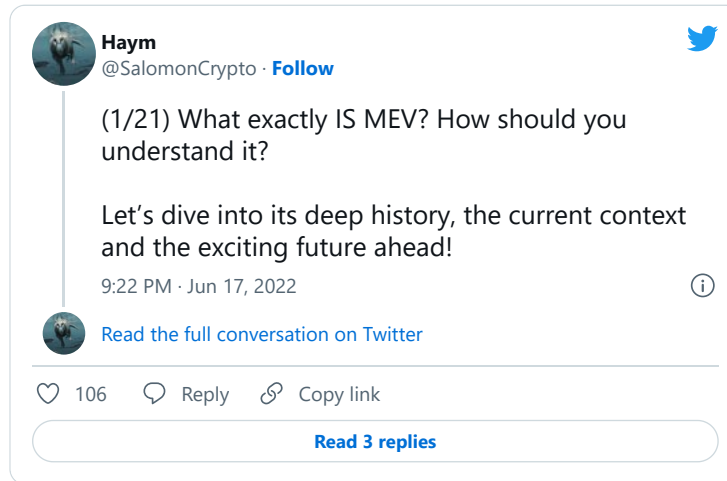 Haym
@SalomonCrypto · Follow
(1/21) What exactly IS MEV? How should you
understand it?
Let’s dive into its deep history, the current context
and the exciting future ahead!
9:22 PM · Jun 17, 2022
Read the full conversation on Twitter
106 Reply Copy link
Read 3 replies